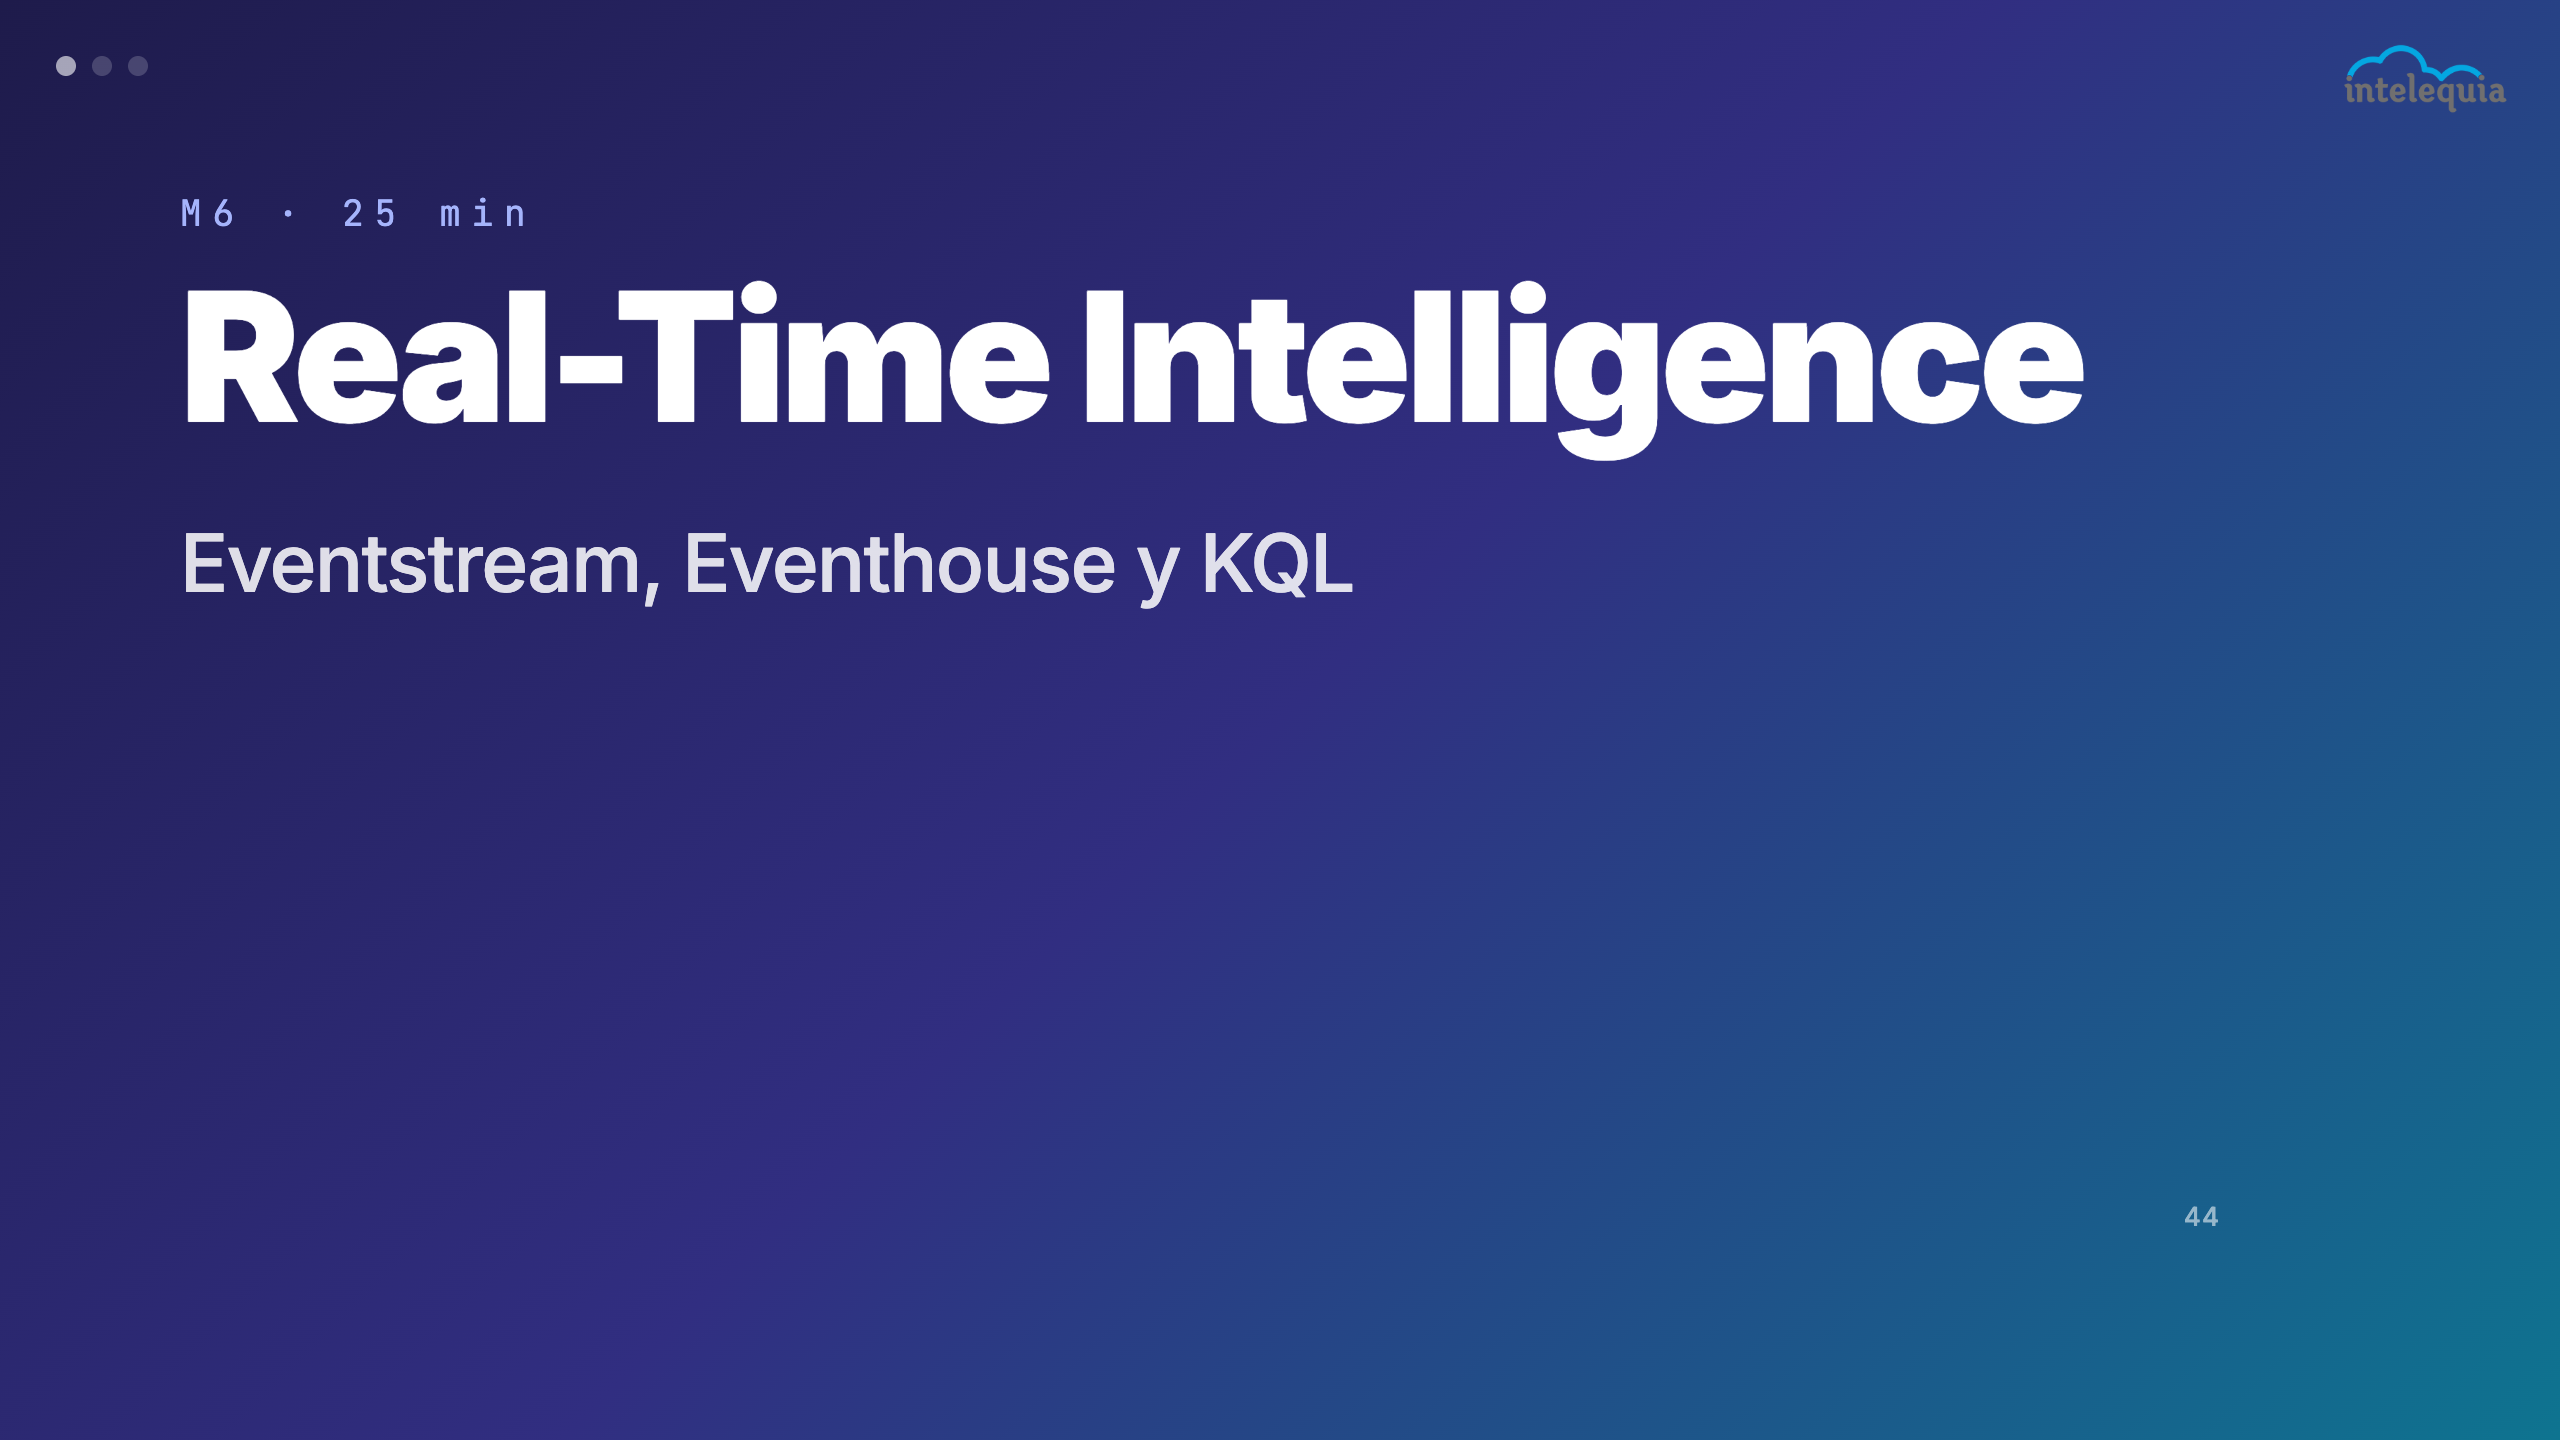 intelequia
M6 · 25 min
Real-Time Intelligence
Eventstream, Eventhouse y KQL
44